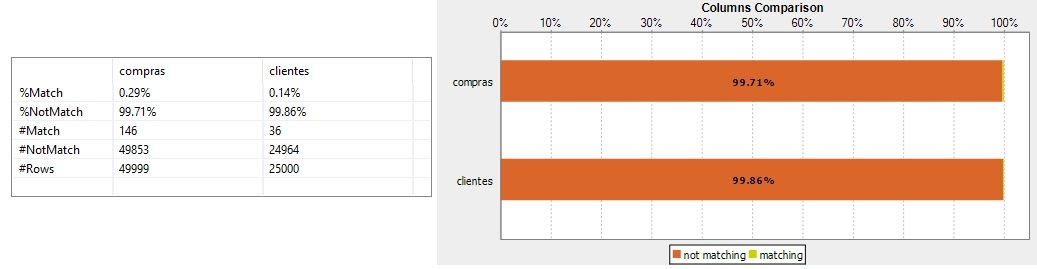 compras clientes
%Match 0.29% 0.14%
%NotMatch 99.71% 99.86%
#Match 146 36
#NotMatch 49853 24964
#Rows 49999 25000
Columns Comparison
0% 10% 20% 30% 40% 50% 60% 70% 80% 90% 100%
compras 99.71%
clientes 99.86%
not matching matching